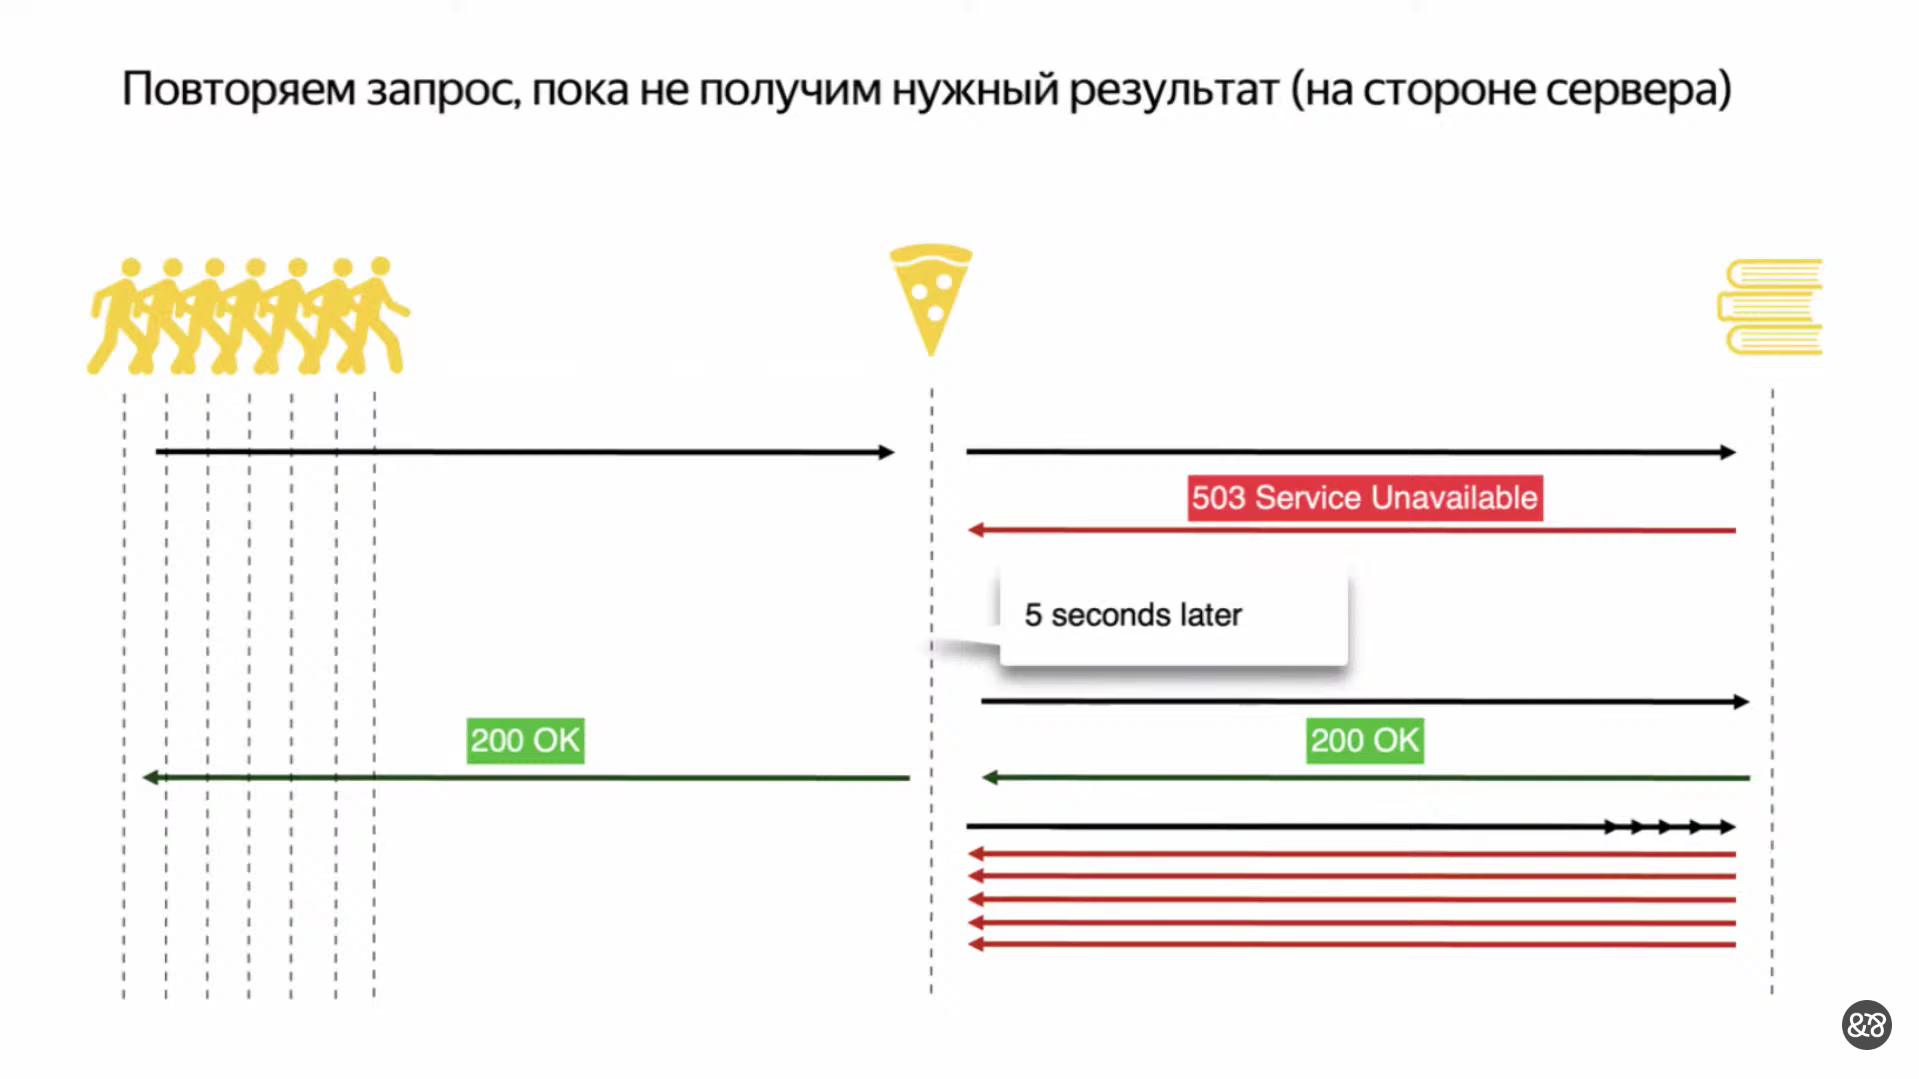 Повторяем запрос, пока не получим нужный результат (на стороне сервера)
503 Service Unavailable
5 seconds later
200 OK
200 OK